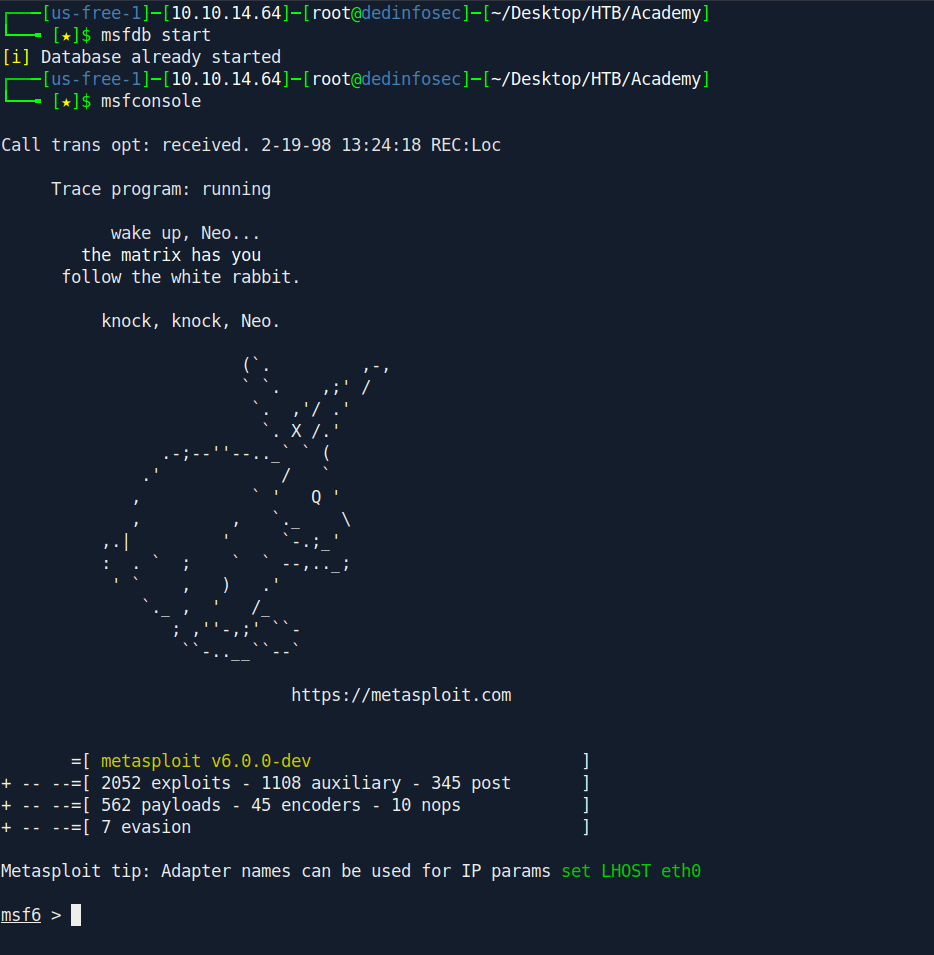 [us-free-1]─[10.10.14.64]─[root@dedinfosec]─[~/Desktop/HTB/Academy]
[★]$ msfdb start
[i] Database already started
[us-free-1]─[10.10.14.64]─[root@dedinfosec]─[~/Desktop/HTB/Academy]
[★]$ msfconsole
Call trans opt: received. 2-19-98 13:24:18 REC:Loc
Trace program: running
wake up, Neo...
the matrix has you
follow the white rabbit.
knock, knock, Neo.
https://metasploit.com
=[ metasploit v6.0.0-dev ]
+ -- --=[ 2052 exploits - 1108 auxiliary - 345 post ]
+ -- --=[ 562 payloads - 45 encoders - 10 nops ]
+ -- --=[ 7 evasion ]
Metasploit tip: Adapter names can be used for IP params set LHOST eth0
msf6 >